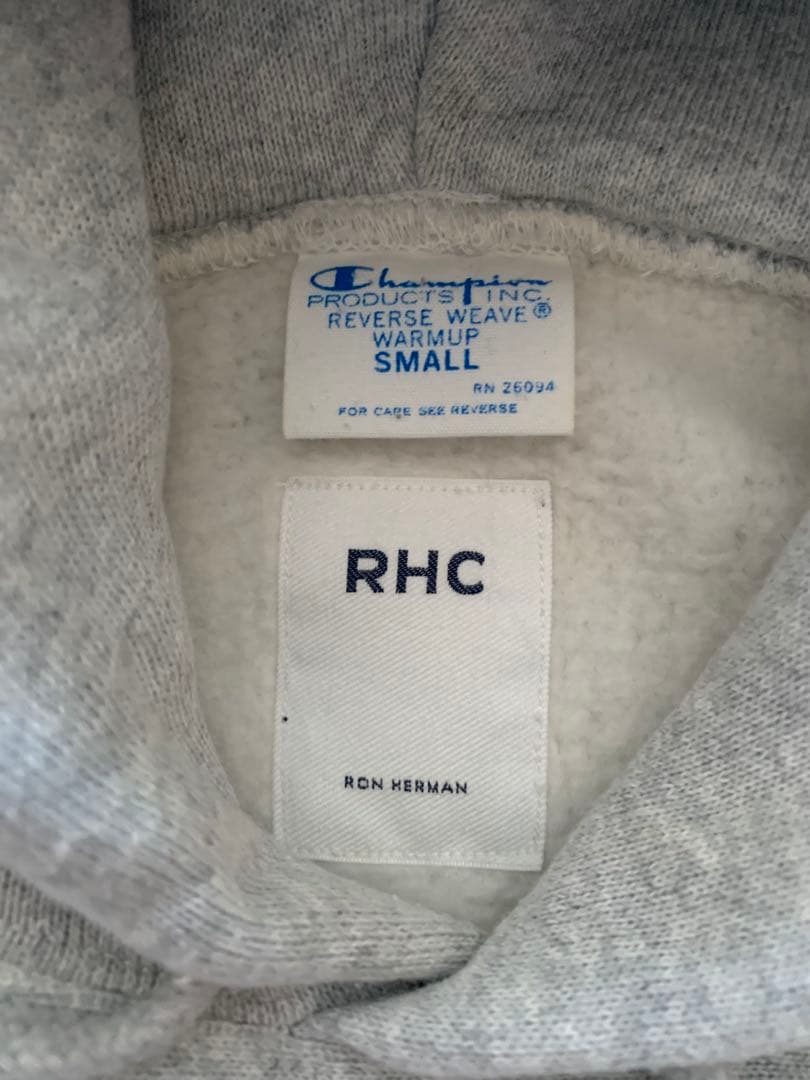 Champion
PRODUCTS INC.
REVERSE WEAVE®
WARMUP
SMALL
RN 26094
FOR CARE SEE REVERSE
RHC
RON HERMAN